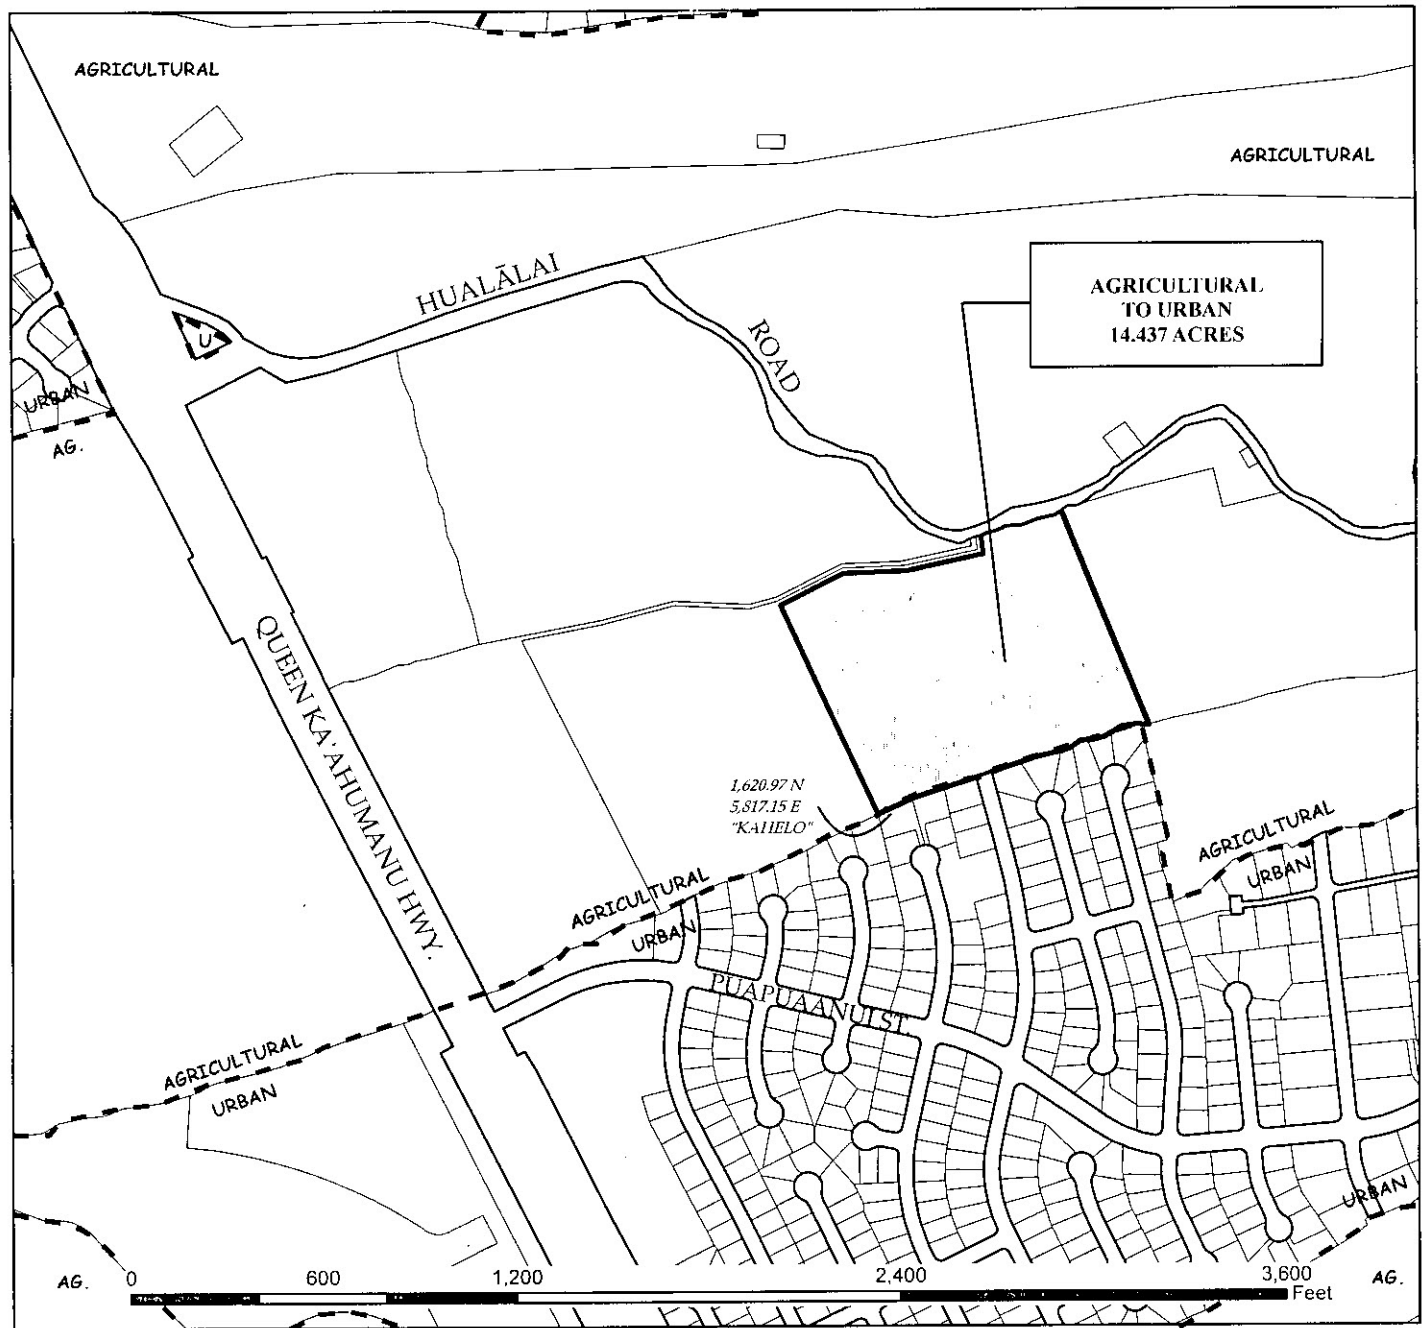 AGRICULTURAL
AGRICULTURAL
AGRICULTURAL
TO URBAN
14.437 ACRES
HUALĀLAI
ROAD
U
URBAN
AG.
QUEEN KA'AHUMANU HWY.
1,620.97 N
5,817.15 E
"KAHELO"
AGRICULTURAL
URBAN
AGRICULTURAL
URBAN
PUAPUAANUI ST.
AGRICULTURAL
URBAN
URBAN
AG.
0 600 1,200 2,400 3,600
Feet
AG.